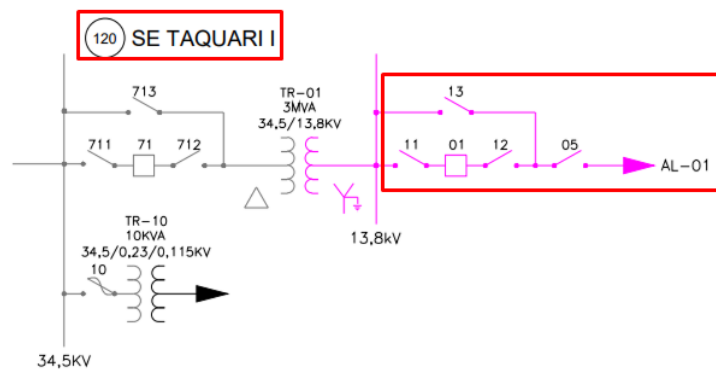 120 SE TAQUARI I
713
TR-01
3MVA
34.5/13,8KV
13
711
71
712
11
01
12
05
AL-01
TR-10
10KVA
34,5/0,23/0,115KV
13,8kV
10
34,5KV